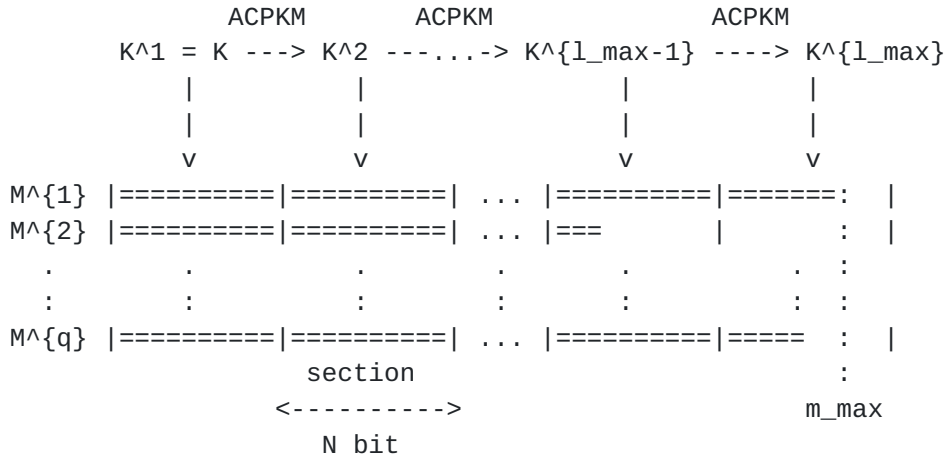 ACPKM ACPKM ACPKM
K^1 = K ---> K^2 ---...-> K^{l_max-1} ----> K^{l_max}
| | | |
| | | |
v v v v
M^{1} |==========|==========| ... |==========|=======: |
M^{2} |==========|==========| ... |=== | : |
. . . . . . :
: : : : : : :
M^{q} |==========|==========| ... |==========|===== : |
section :
<----------> m_max
N bit